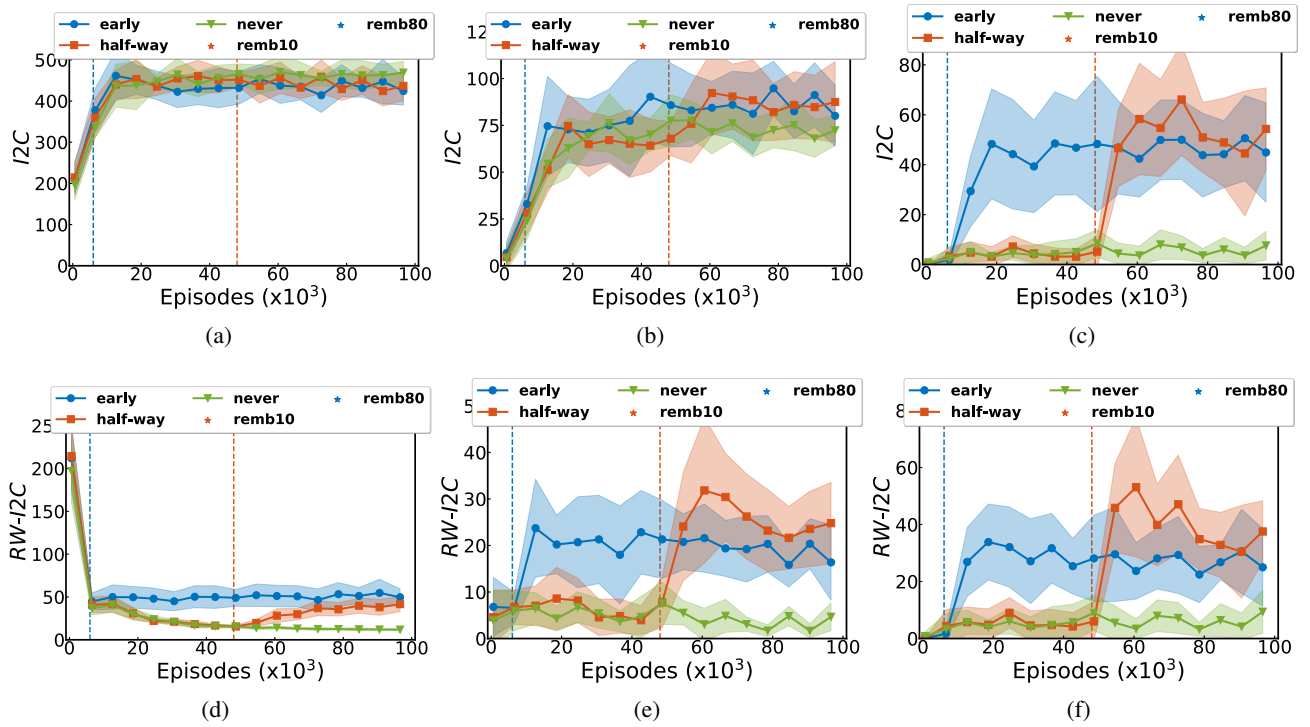 early never remb80
half-way remb10
early never remb80
half-way remb10
early never remb80
half-way remb10
I2C
500
400
300
200
100
0
0 20 40 60 80 100
Episodes (x10³)
(a)
I2C
12
100
75
50
25
0
0 20 40 60 80 100
Episodes (x10³)
(b)
I2C
80
60
40
20
0
0 20 40 60 80 100
Episodes (x10³)
(c)
early never remb80
half-way remb10
early never remb80
half-way remb10
early never remb80
half-way remb10
RW-I2C
25
200
150
100
50
0
0 20 40 60 80 100
Episodes (x10³)
(d)
RW-I2C
5
40
30
20
10
0
0 20 40 60 80 100
Episodes (x10³)
(e)
RW-I2C
8
60
40
20
0
0 20 40 60 80 100
Episodes (x10³)
(f)